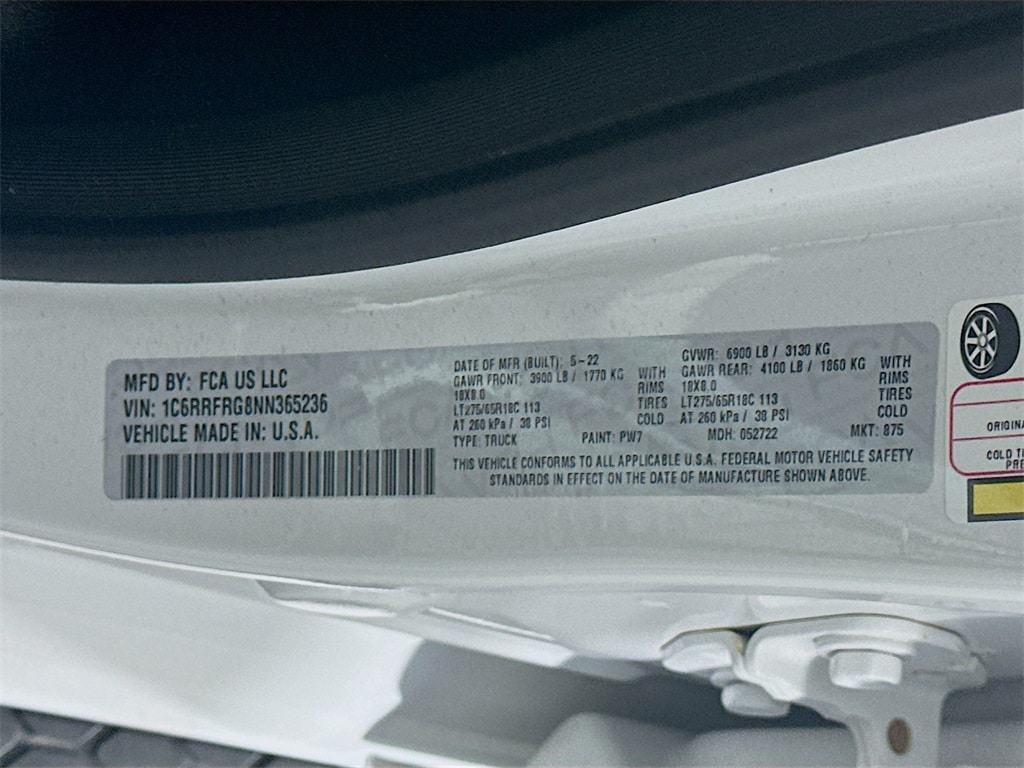 MFD BY: FCA US LLC
VIN: 1C6RRFRG8NN365236
VEHICLE MADE IN: U.S.A.
DATE OF MFR (BUILT): 5-22
GAWR FRONT: 3900 LB / 1770 KG WITH
18X8.0 RIMS
LT275/65R18C 113 TIRES
AT 260 kPa / 38 PSI COLD
GVWR: 6900 LB / 3130 KG
GAWR REAR: 4100 LB / 1860 KG WITH
18X8.0 RIMS
LT275/65R18C 113 TIRES
AT 260 kPa / 38 PSI COLD
TYPE: TRUCK PAINT: PW7 MDH: 052722 MKT: 875
THIS VEHICLE CONFORMS TO ALL APPLICABLE U.S.A. FEDERAL MOTOR VEHICLE SAFETY
STANDARDS IN EFFECT ON THE DATE OF MANUFACTURE SHOWN ABOVE.
ORIGINA
COLD TI
PRE